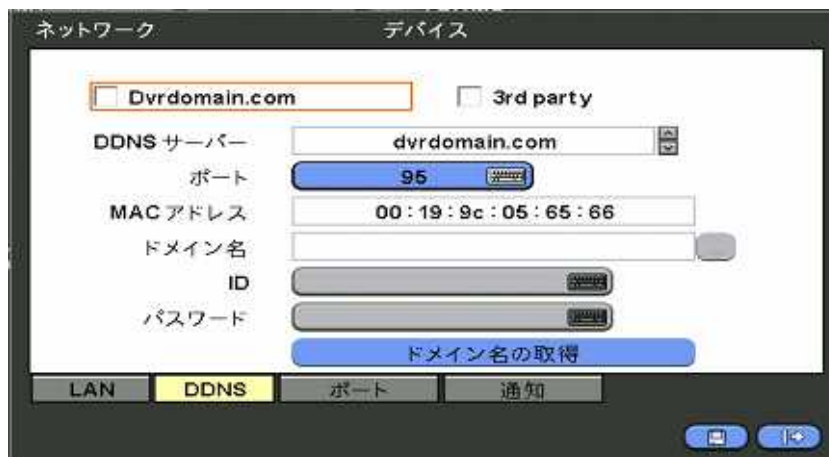 ネットワーク デバイス
Dvrdomain.com 3rd party
DDNS サーバー dvrdomain.com
ポート 95
MAC アドレス 00:19:9c:05:65:66
ドメイン名
ID
パスワード
ドメイン名の取得
LAN DDNS ポート 通知